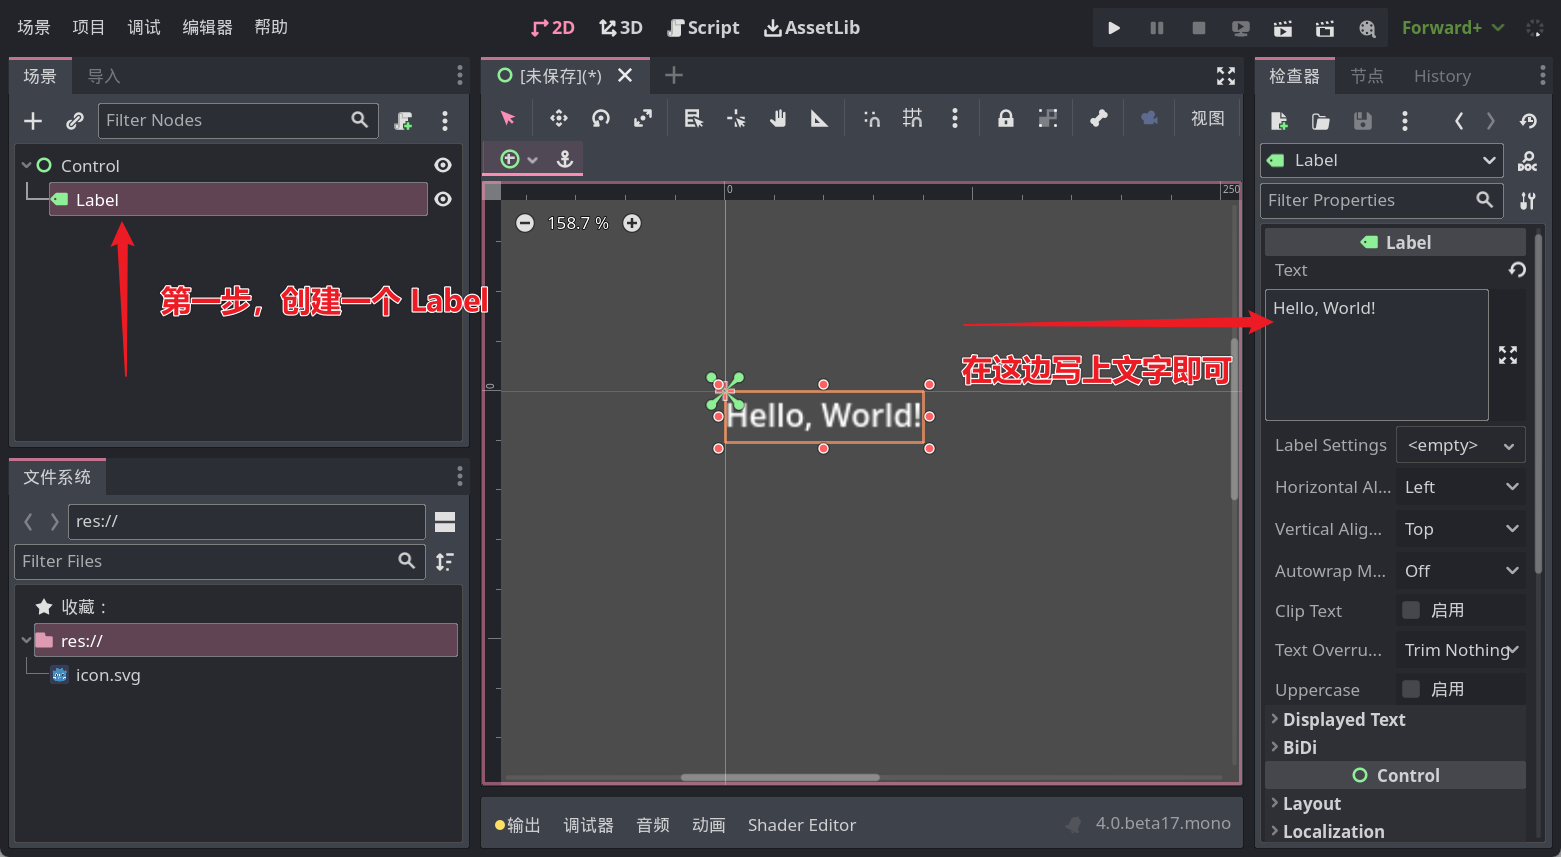 场景 项目 调试 编辑器 帮助 2D 3D Script AssetLib Forward+
场景 导入
Filter Nodes
Control
Label
第一步，创建一个 Label
文件系统
res://
Filter Files
收藏：
res://
icon.svg
[未保存](*)
视图
0 250
158.7 %
0
Hello, World!
在这边写上文字即可
输出 调试器 音频 动画 Shader Editor 4.0.beta17.mono
检查器 节点 History
Label DOC
Filter Properties
Label
Text
Hello, World!
Label Settings <empty>
Horizontal Al... Left
Vertical Alig... Top
Autowrap M... Off
Clip Text 启用
Text Overru... Trim Nothing
Uppercase 启用
Displayed Text
BiDi
Control
Layout
Localization